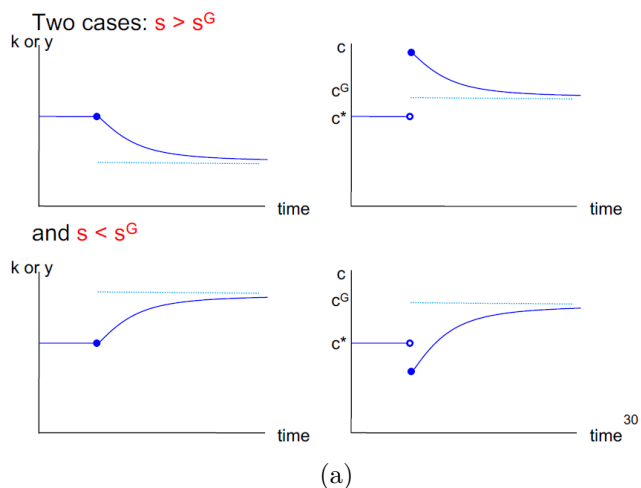 Two cases: s > s^G
k or y
c
c^G
c*
time
time
and s < s^G
k or y
c
c^G
c*
time
time
30
(a)